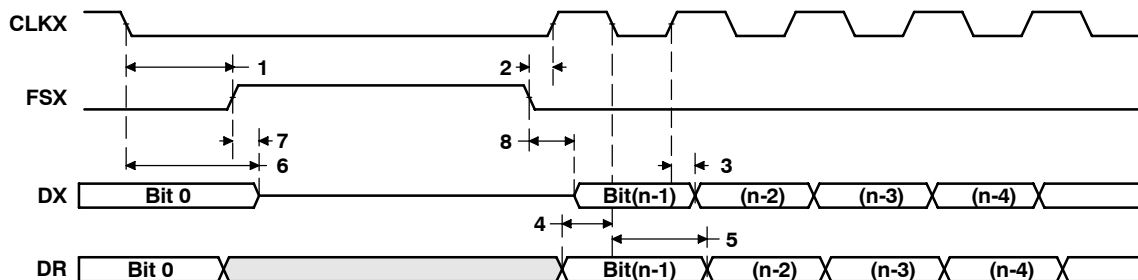 CLKX
1 2
FSX
7 8
6 3
DX Bit 0 Bit(n-1) (n-2) (n-3) (n-4)
4 5
DR Bit 0 Bit(n-1) (n-2) (n-3) (n-4)